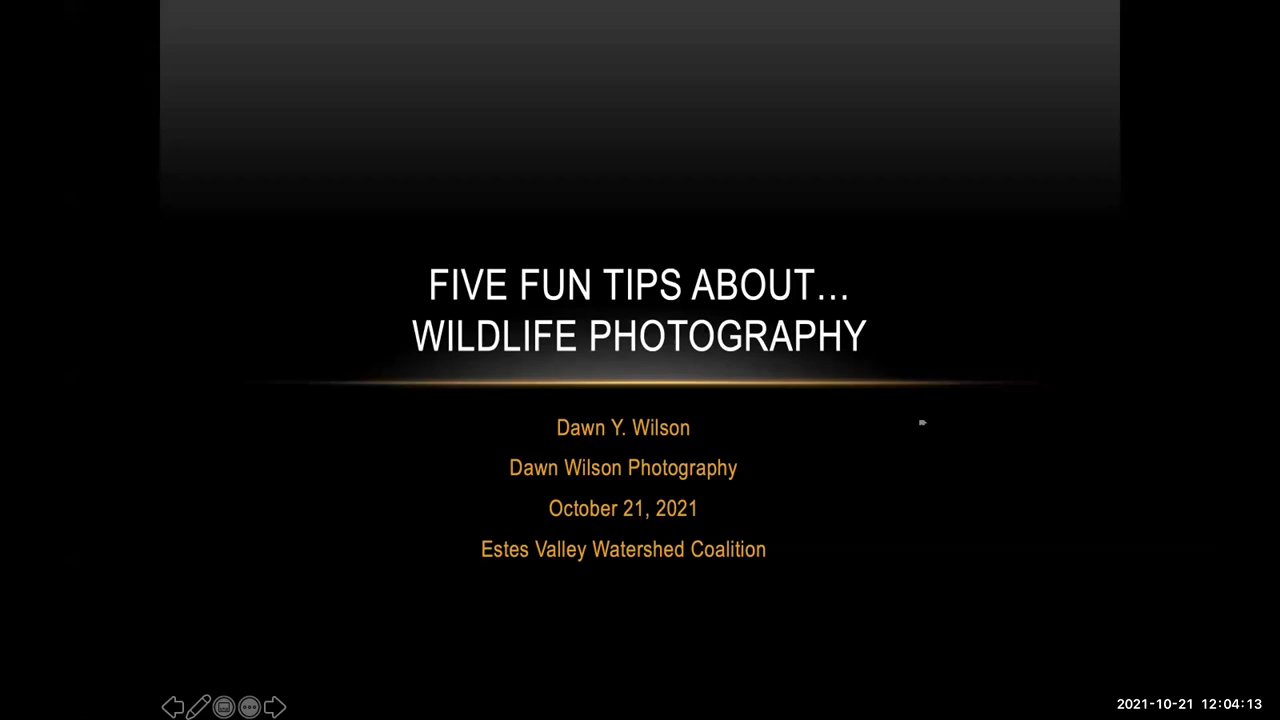 FIVE FUN TIPS ABOUT...
WILDLIFE PHOTOGRAPHY
Dawn Y. Wilson
Dawn Wilson Photography
October 21, 2021
Estes Valley Watershed Coalition
2021-10-21 12:04:13